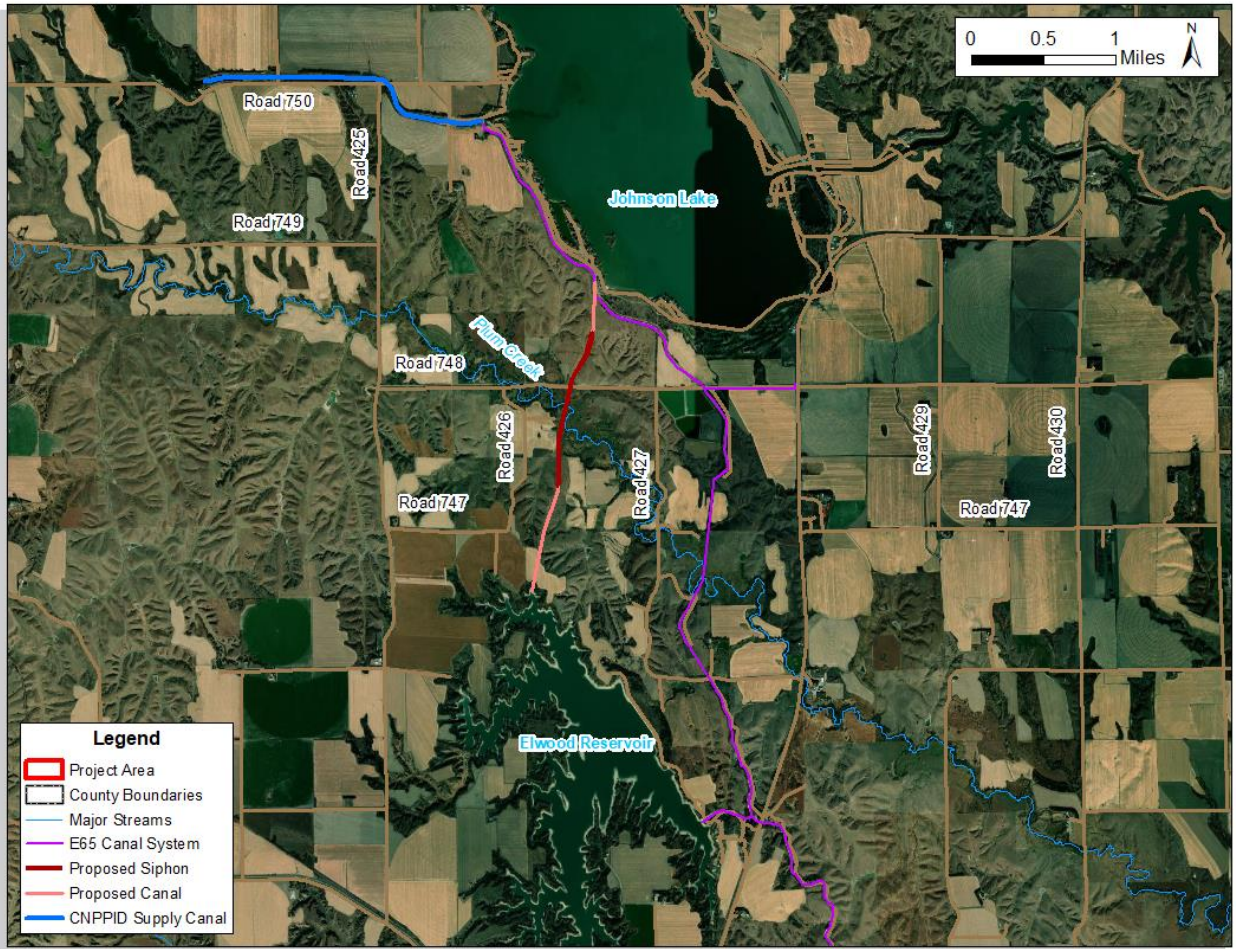 0 0.5 1
Miles
N
Road 750
Road 425
Johnson Lake
Road 749
Plum Creek
Road 748
Road 426
Road 427
Road 429
Road 430
Road 747
Road 747
Elwood Reservoir
Legend
Project Area
County Boundaries
Major Streams
E65 Canal System
Proposed Siphon
Proposed Canal
CNPPID Supply Canal